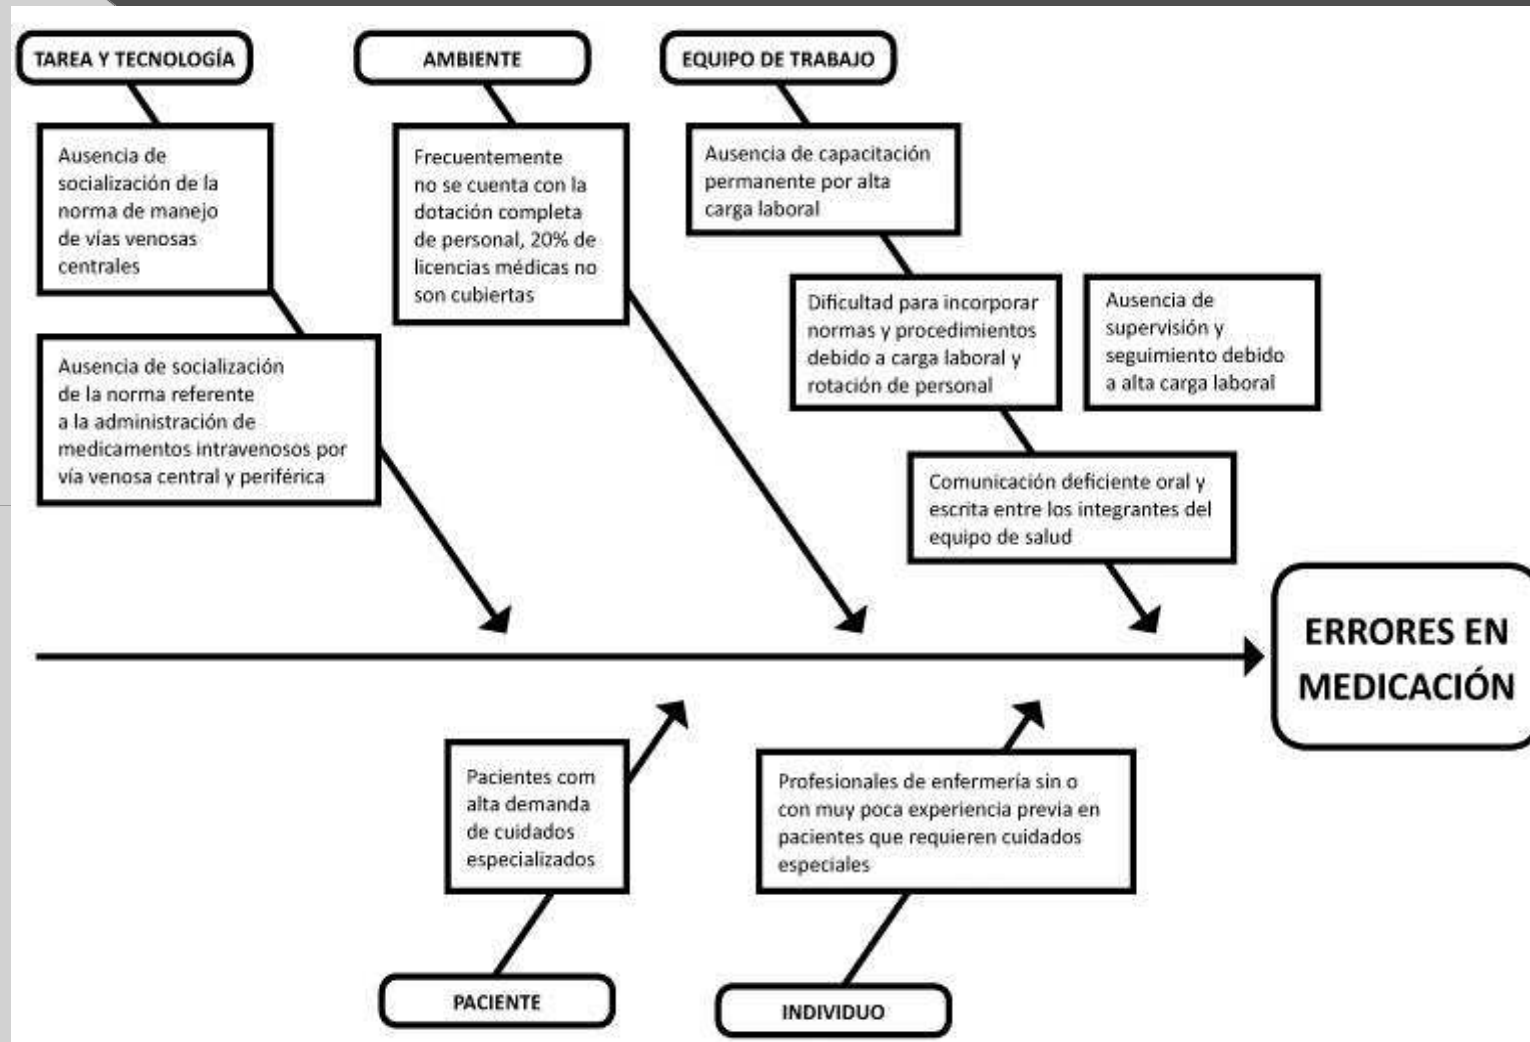 TAREA Y TECNOLOGÍA
Ausencia de
socialización de la
norma de manejo
de vías venosas
centrales
Ausencia de socialización
de la norma referente
a la administración de
medicamentos intravenosos por
vía venosa central y periférica
AMBIENTE
Frecuentemente
no se cuenta con la
dotación completa
de personal, 20% de
licencias médicas no
son cubiertas
EQUIPO DE TRABAJO
Ausencia de capacitación
permanente por alta
carga laboral
Dificultad para incorporar
normas y procedimientos
debido a carga laboral y
rotación de personal
Ausencia de
supervisión y
seguimiento debido
a alta carga laboral
Comunicación deficiente oral y
escrita entre los integrantes del
equipo de salud
ERRORES EN
MEDICACIÓN
Pacientes com
alta demanda
de cuidados
especializados
PACIENTE
Profesionales de enfermería sin o
con muy poca experiencia previa en
pacientes que requieren cuidados
especiales
INDIVIDUO